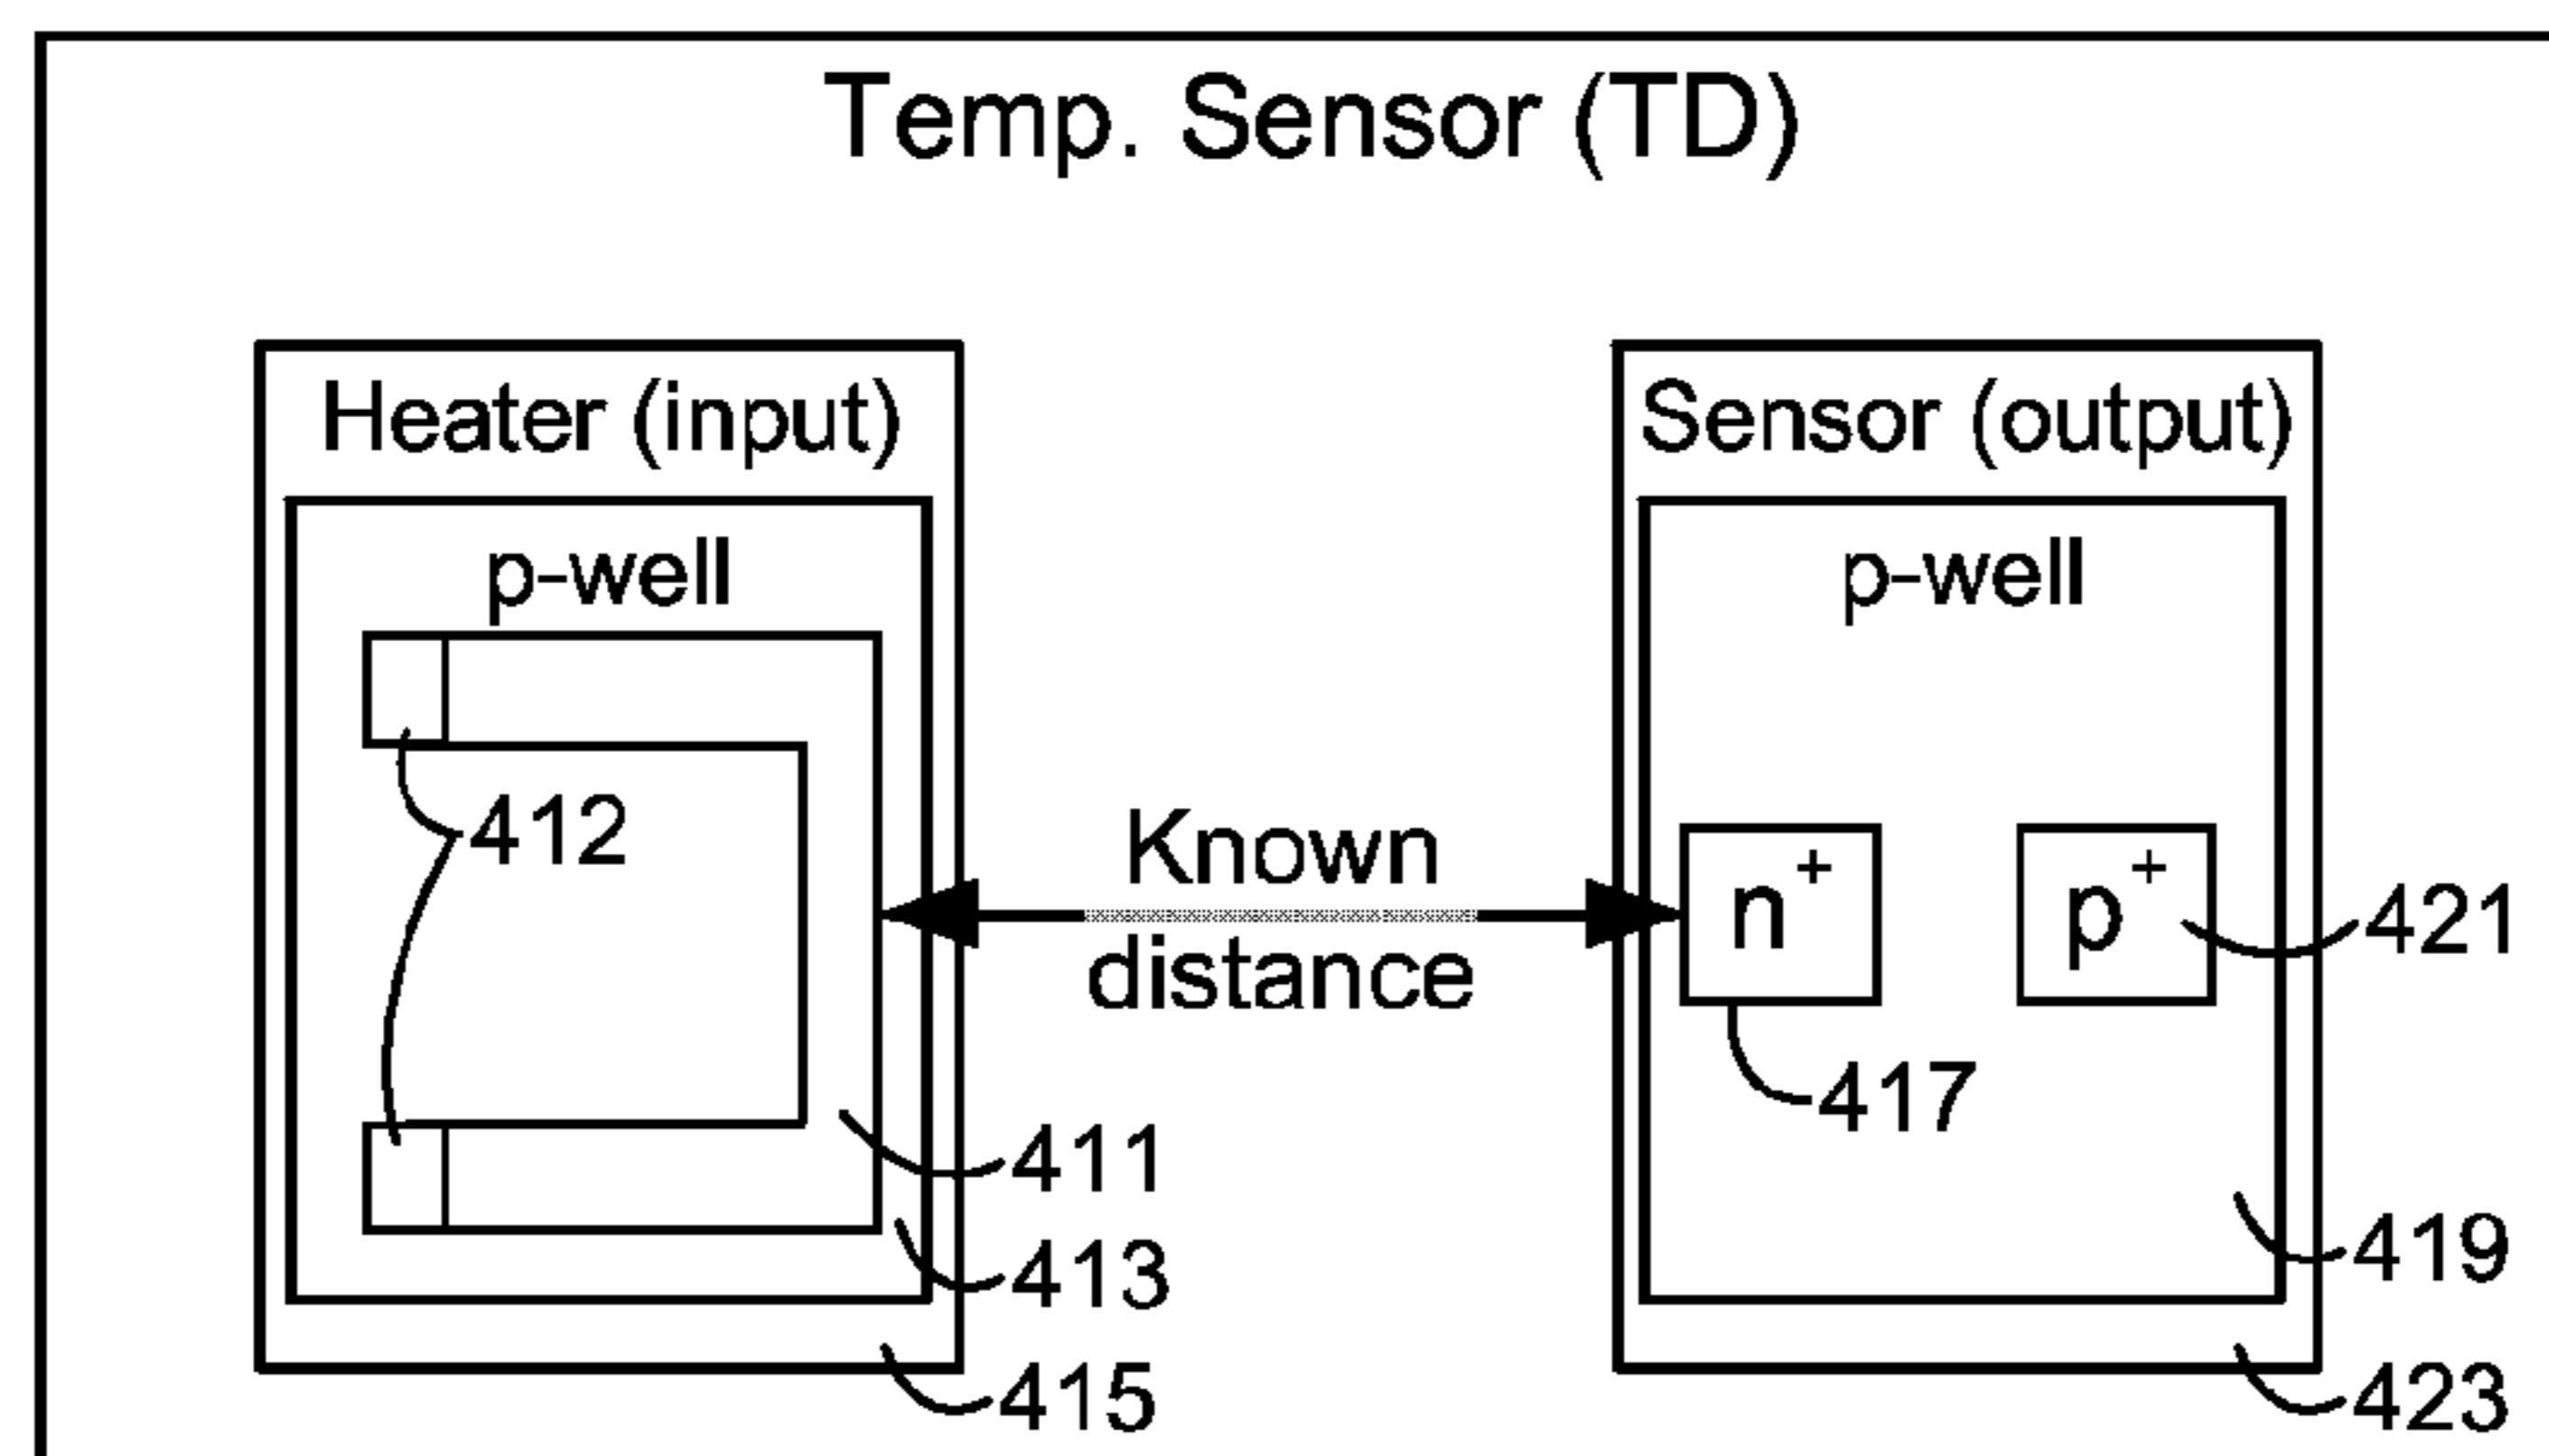 Temp. Sensor (TD)
Heater (input)
p-well
412
411
413
415
Known
distance
Sensor (output)
p-well
n+
p+
421
417
419
423